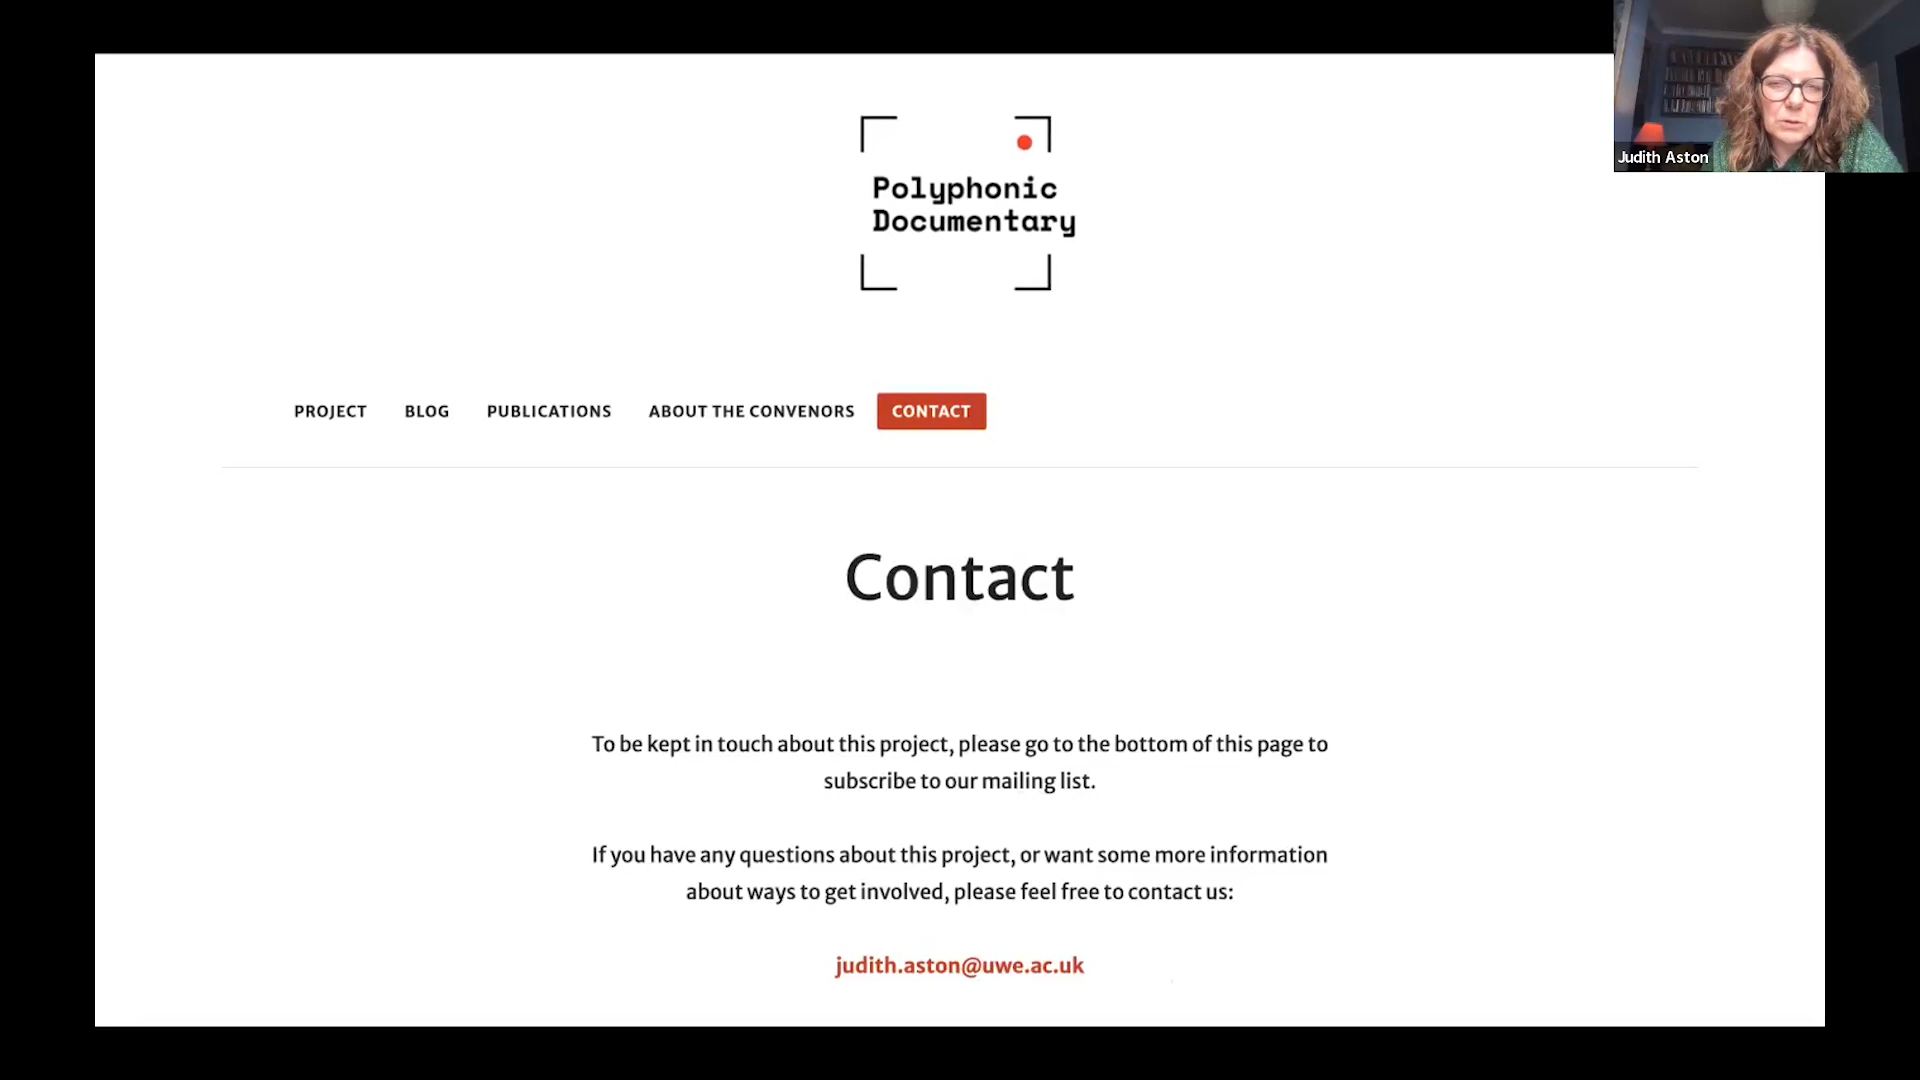 Judith Aston
Polyphonic
Documentary
PROJECT BLOG PUBLICATIONS ABOUT THE CONVENORS CONTACT
Contact
To be kept in touch about this project, please go to the bottom of this page to
subscribe to our mailing list.
If you have any questions about this project, or want some more information
about ways to get involved, please feel free to contact us:
judith.aston@uwe.ac.uk